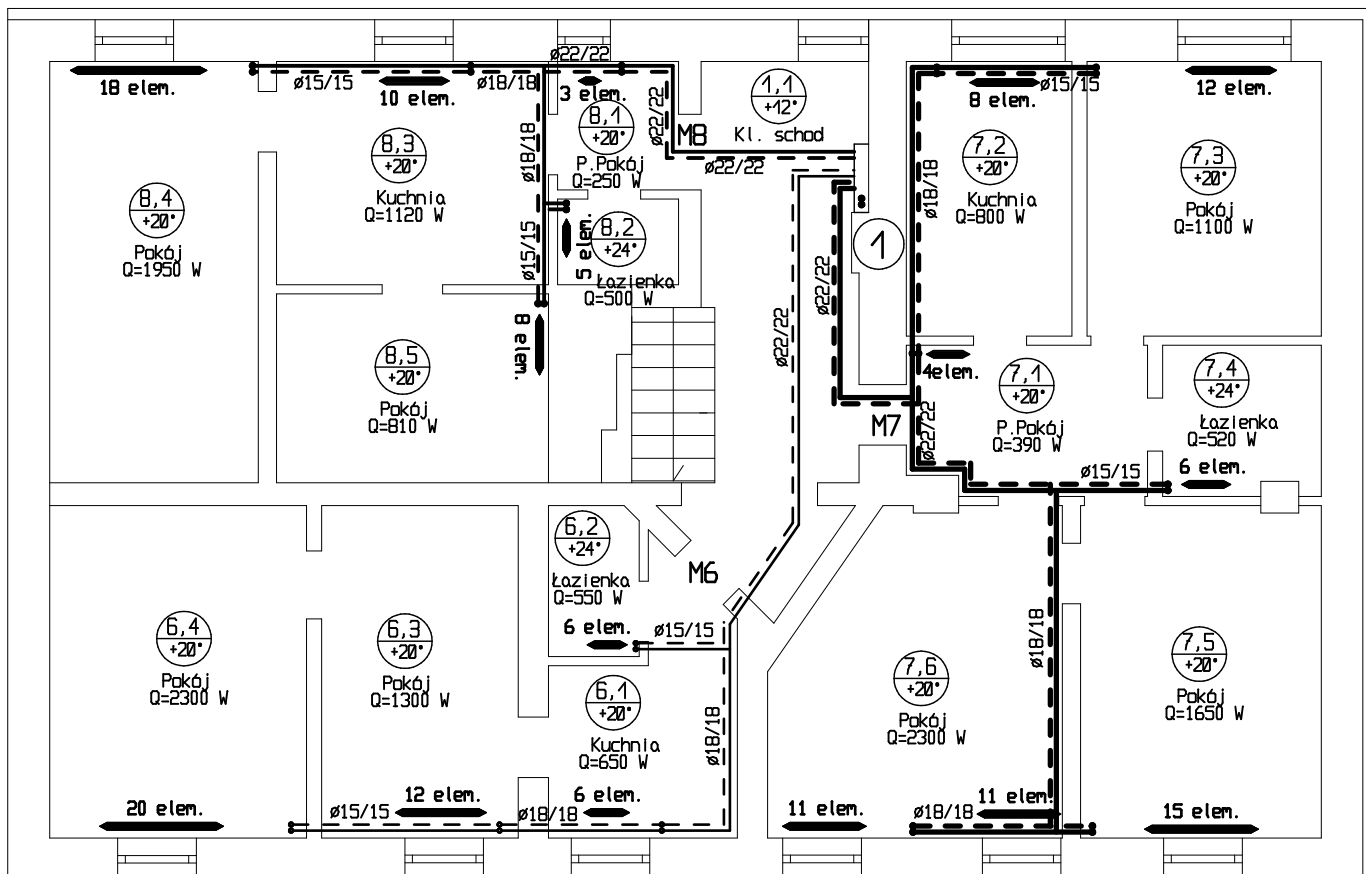 ø22/22
18 elem.
ø15/15
10 elem.
ø18/18
3 elem.
8,1
+20°
P.Pokój
Q=250 W
ø22/22
M8
ø22/22
1,1
+12°
Kl. schod
8 elem.
ø15/15
12 elem.
8,3
+20°
Kuchnia
Q=1120 W
ø18/18
7,2
+20°
Kuchnia
Q=800 W
ø18/18
7,3
+20°
Pokój
Q=1100 W
8,4
+20°
Pokój
Q=1950 W
ø15/15
5 elem.
8,2
+24°
Łazienka
Q=500 W
1
ø22/22
ø22/22
8 elem.
8,5
+20°
Pokój
Q=810 W
4elem.
7,1
+20°
P.Pokój
Q=390 W
7,4
+24°
Łazienka
Q=520 W
M7
ø22/22
ø15/15
6 elem.
6,2
+24°
Łazienka
Q=550 W
M6
6 elem.
ø15/15
6,4
+20°
Pokój
Q=2300 W
6,3
+20°
Pokój
Q=1300 W
6,1
+20°
Kuchnia
Q=650 W
ø18/18
7,6
+20°
Pokój
Q=2300 W
ø18/18
7,5
+20°
Pokój
Q=1650 W
20 elem.
ø15/15
12 elem.
ø18/18
6 elem.
11 elem.
ø18/18
11 elem.
15 elem.